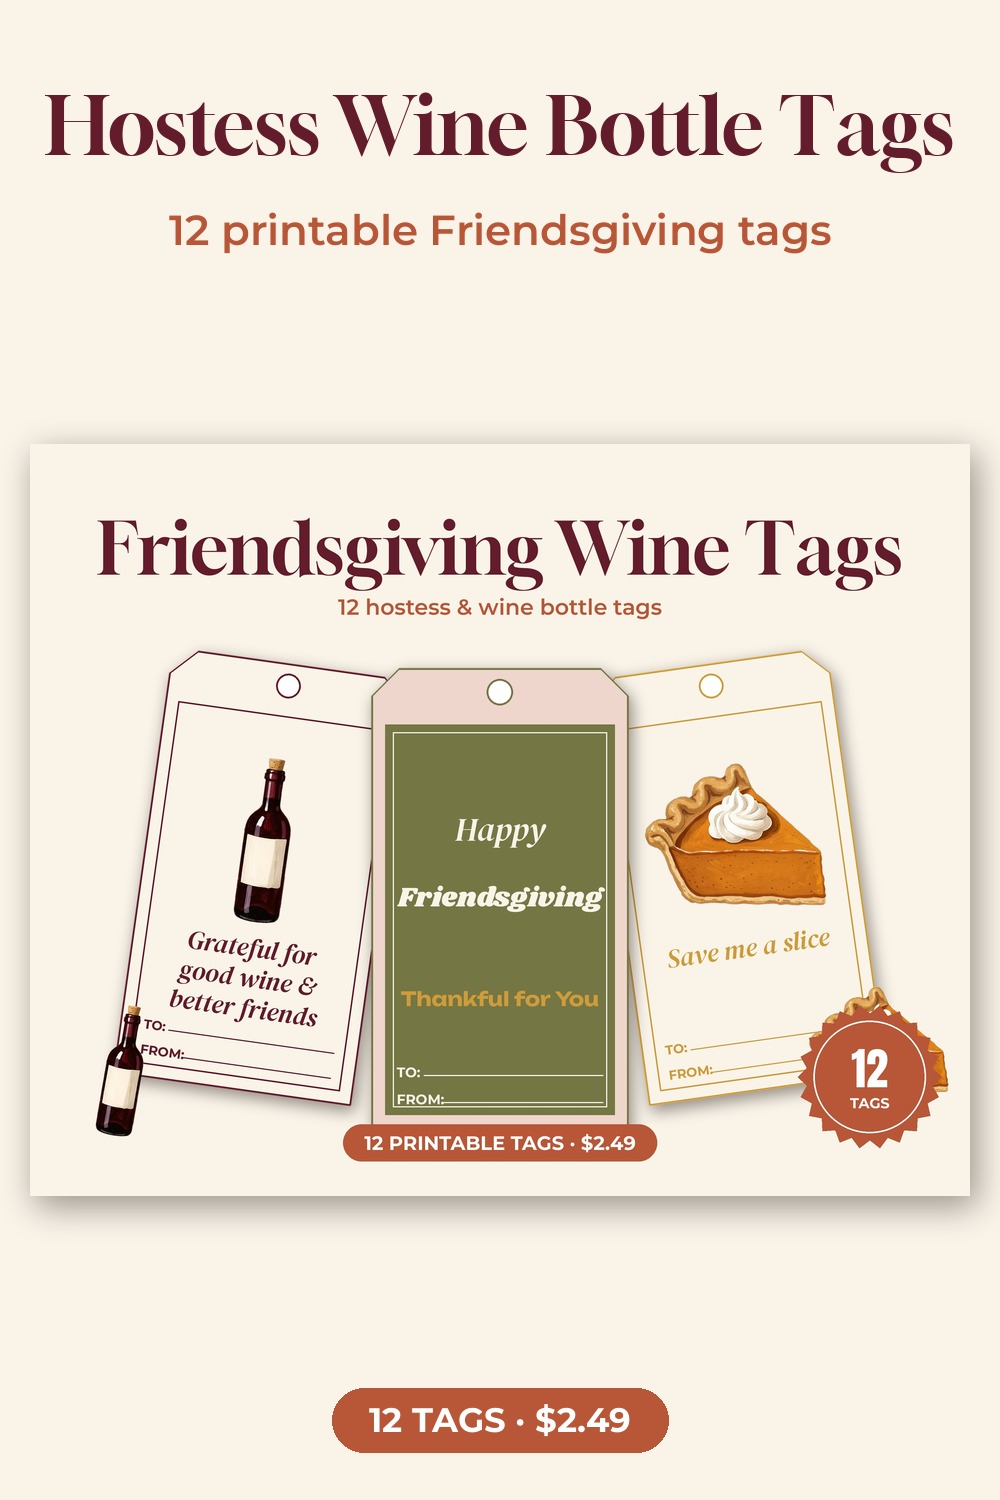 Hostess Wine Bottle Tags
12 printable Friendsgiving tags
Friendsgiving Wine Tags
12 hostess & wine bottle tags
Grateful for
good wine &
better friends
TO:
FROM:
Happy
Friendsgiving
Thankful for You
TO:
FROM:
Save me a slice
TO:
FROM:
12
TAGS
12 PRINTABLE TAGS · $2.49
12 TAGS · $2.49